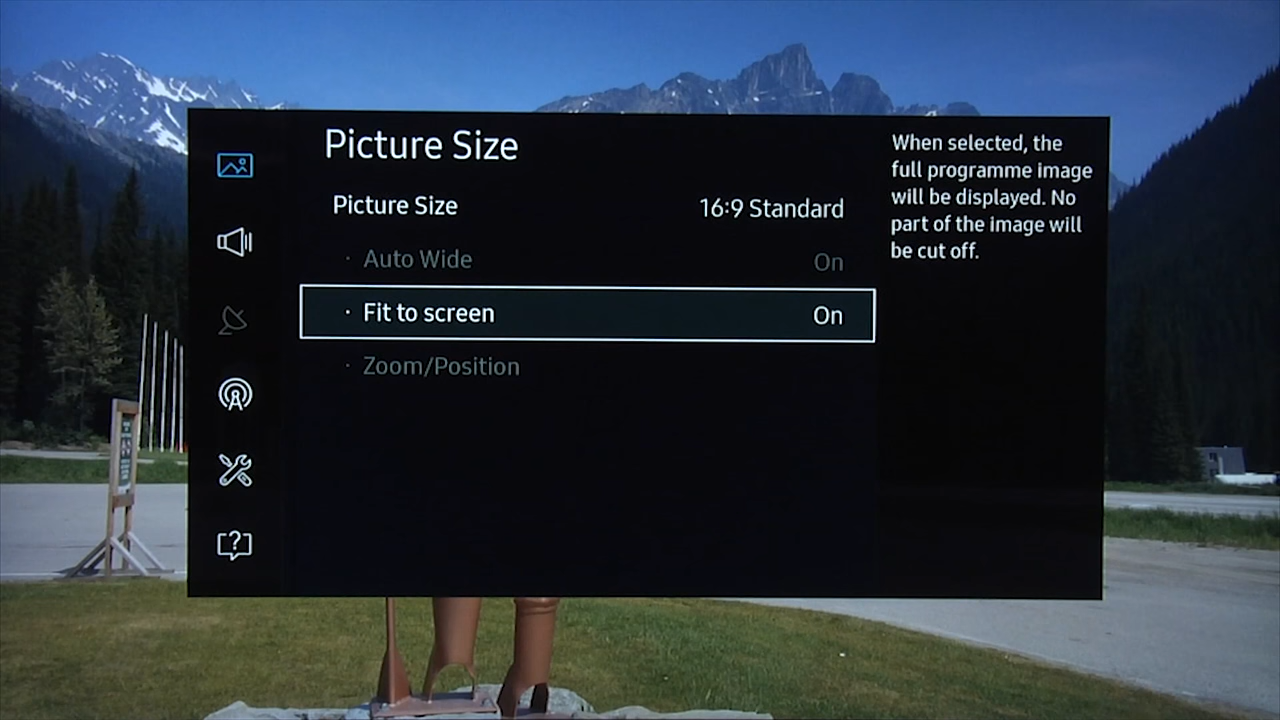 Picture Size
Picture Size 16:9 Standard
· Auto Wide On
· Fit to screen On
· Zoom/Position
When selected, the
full programme image
will be displayed. No
part of the image will
be cut off.
?